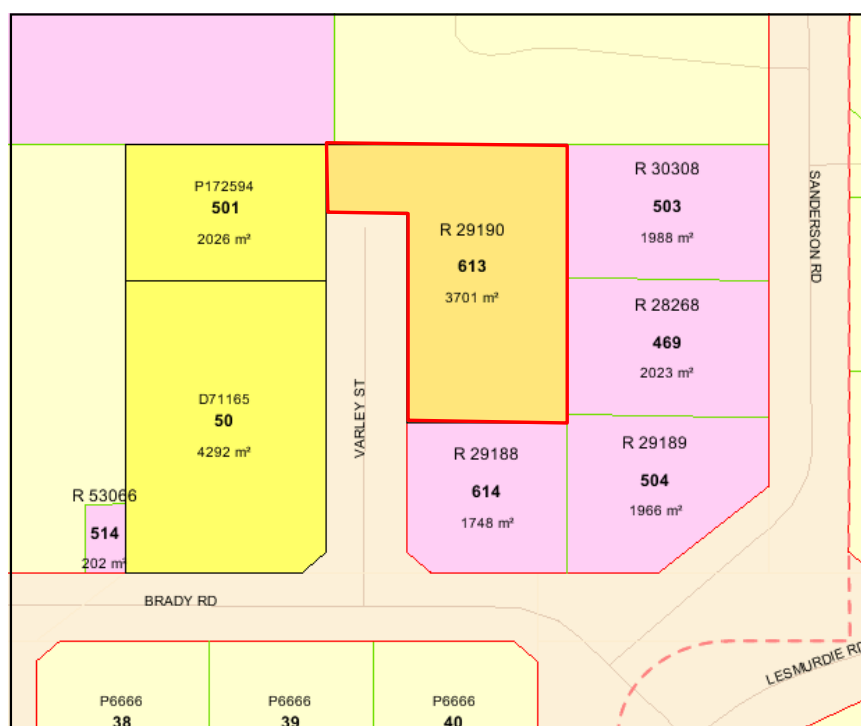 R 30308
503
1988 m²
P172594
501
2026 m²
R 29190
613
3701 m²
SANDERSON RD
R 28268
469
2023 m²
D71165
50
4292 m²
VARLEY ST
R 29188
614
1748 m²
R 29189
504
1966 m²
R 53066
514
202 m²
BRADY RD
LESMURDIE RD
P6666
38
P6666
39
P6666
40